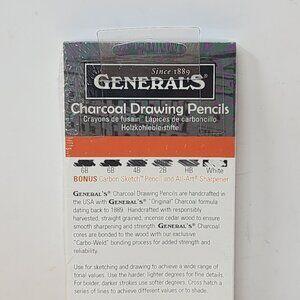 Since 1889
GENERAL'S
Charcoal Drawing Pencils
Crayons de fusain Lápices de carboncillo
Holzkohlebleistifte
6B 6B 4B 2B HB White
BONUS Carbon Sketch™ Pencil and All-Art® Sharpener
GENERAL'S® Charcoal Drawing Pencils are handcrafted in
the USA with GENERAL'S® "Original" Charcoal formula
dating back to 1889. Handcrafted with responsibly
harvested, straight grained, incense cedar wood to ensure
smooth sharpening and strength. GENERAL'S® Charcoal
cores are bonded to the wood with our exclusive
"Carbo-Weld" bonding process for added strength and
reliability.
Use for sketching and drawing to achieve a wide range of
tonal values. Use the harder, lighter degrees for fine details.
For bolder, darker strokes use softer degrees. Cross hatch a
series of lines to achieve different values or to shade.